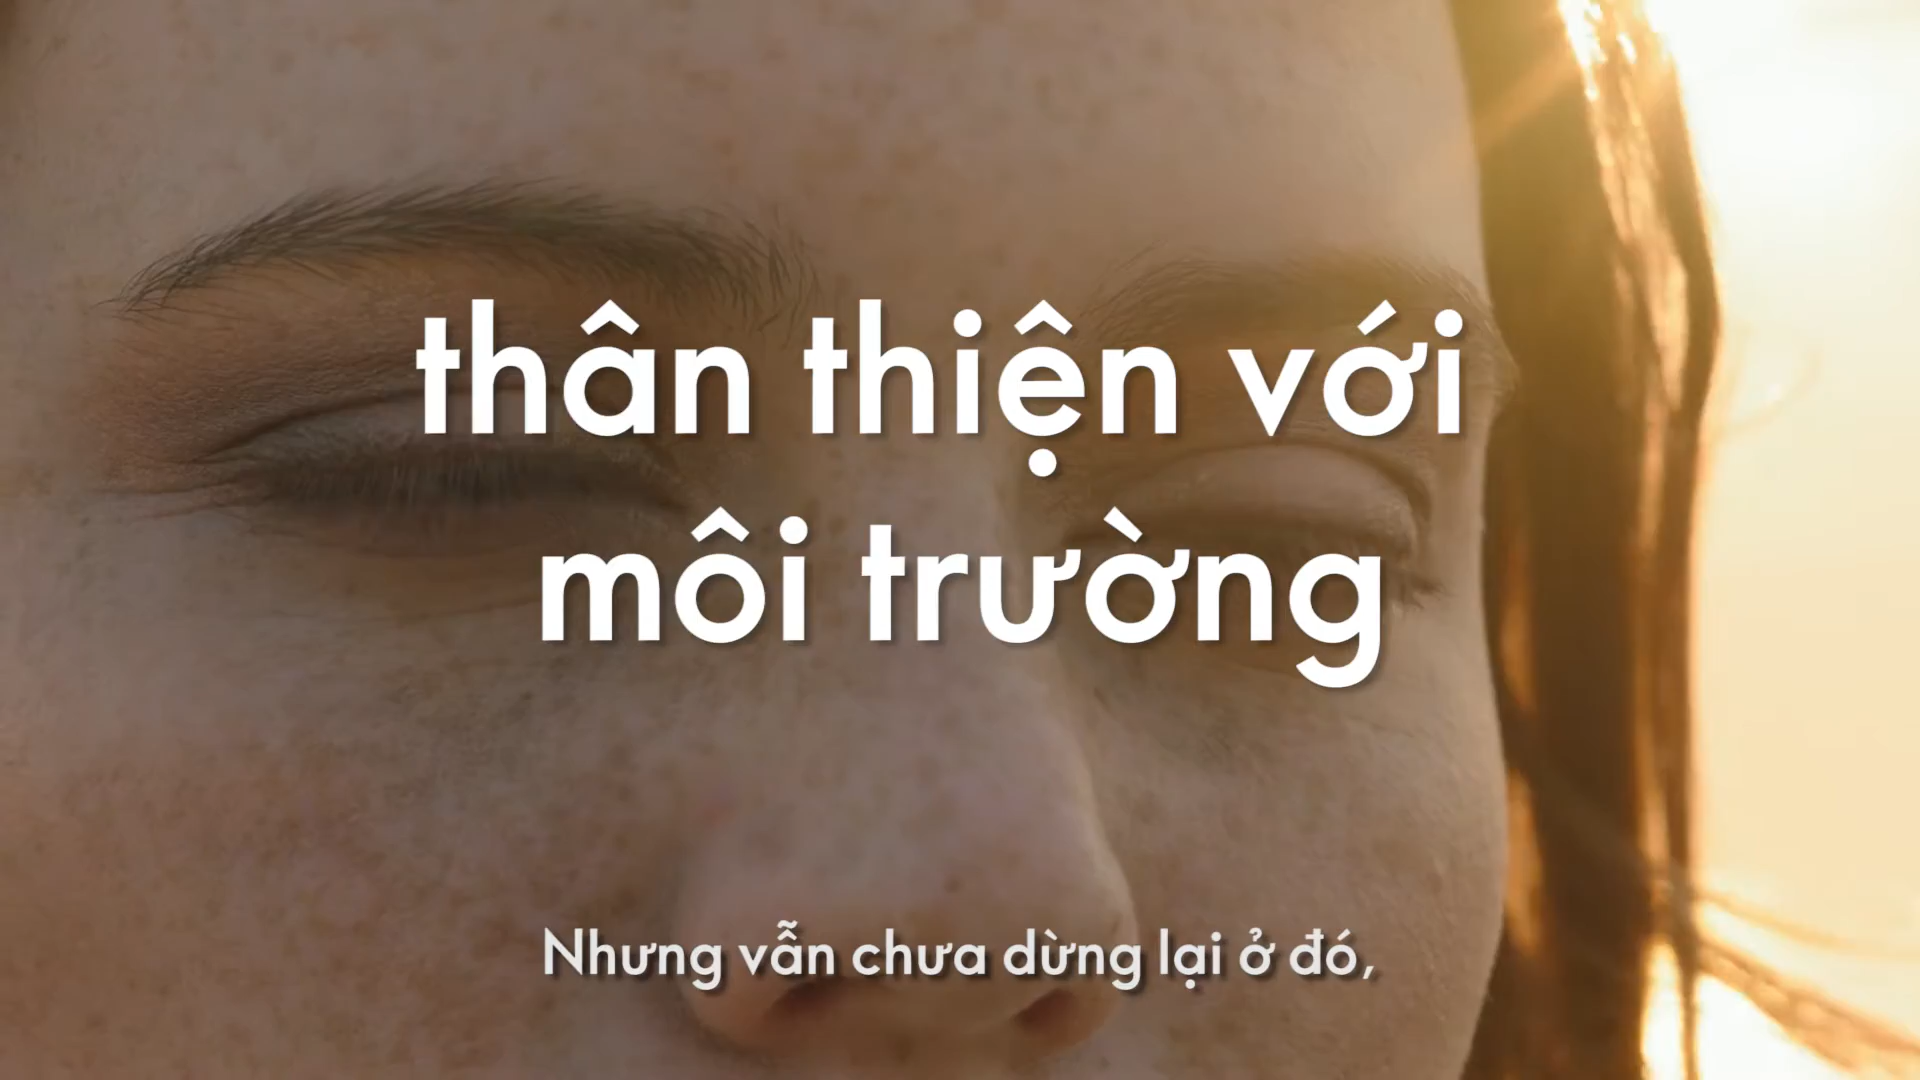 thân thiện với
môi trường
Nhưng vẫn chưa dừng lại ở đó,